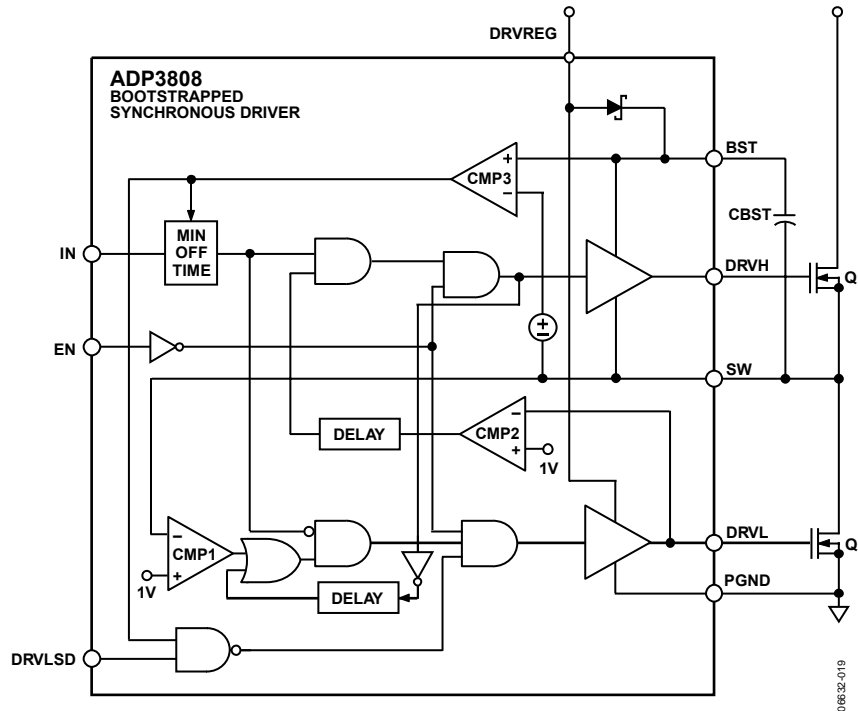 DRVREG
ADP3808
BOOTSTRAPPED
SYNCHRONOUS DRIVER
BST
CMP3
+
–
CBST
MIN
OFF
TIME
IN
DRVH
Q
EN
SW
DELAY
CMP2
–
+
1V
CMP1
–
+
1V
DRVL
Q
PGND
DELAY
DRVLSD
06632-019